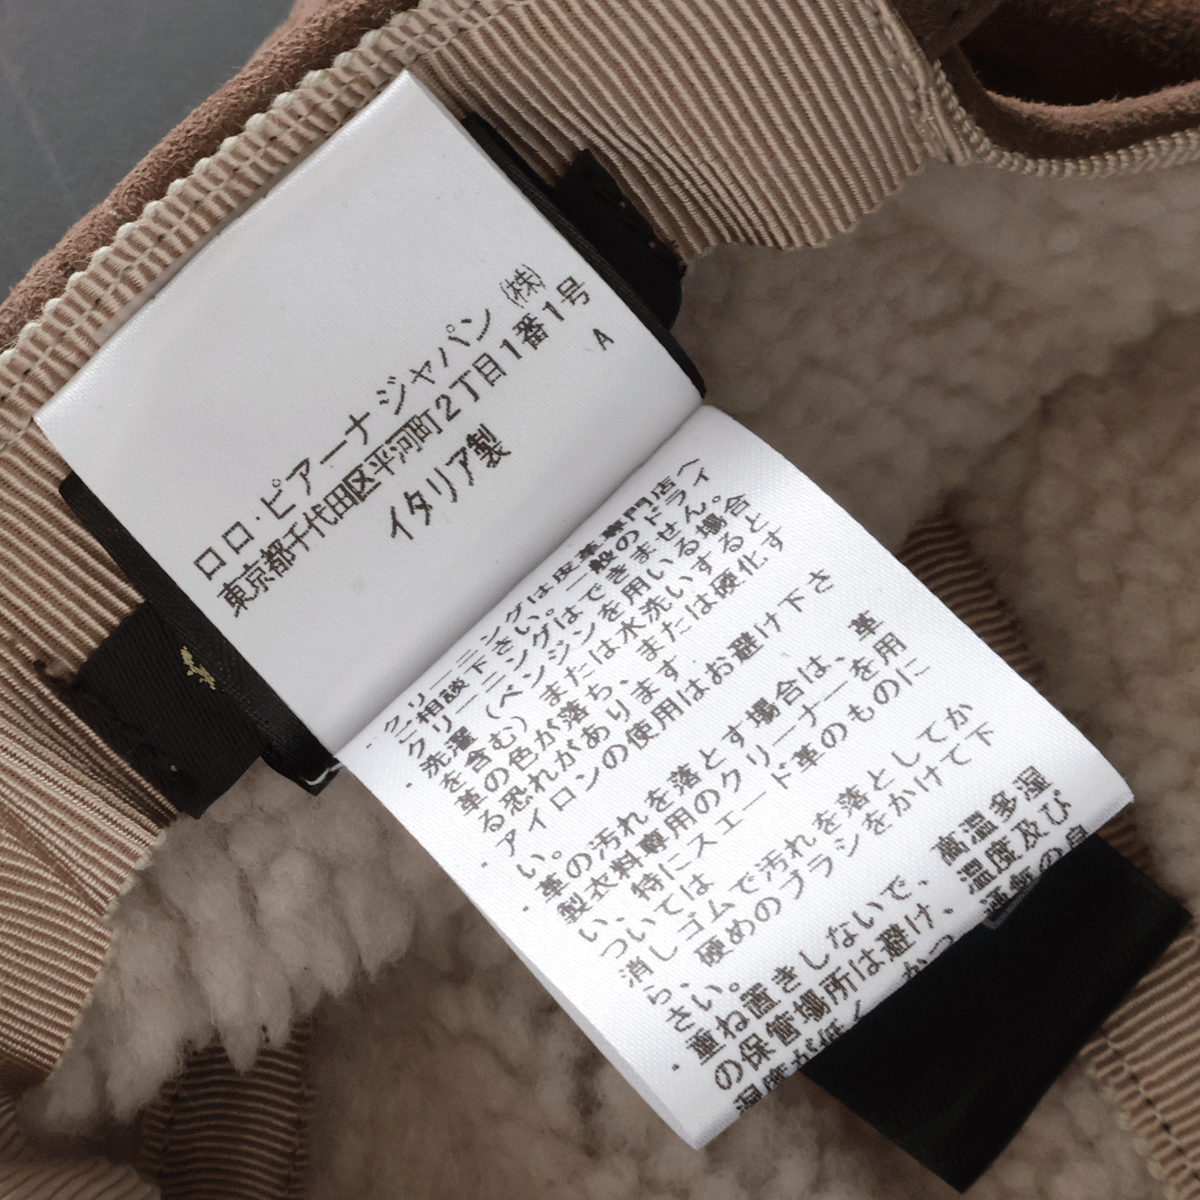 ロロ・ピアーナジャパン㈱
東京都千代田区平河町2丁目1番1号
A
イタリア製
・クリーニングは皮革専門店へ
ご相談下さい。一般のドライ
クリーニングはできません。
・洗濯（ベンジンを用いる場合
を含む）または水洗いすると
革の色が落ち、または硬化す
る恐れがあります。
・アイロンの使用はお避け下さ
い。
・革の汚れを落とす場合は、革
製衣料専用のクリーナーを用
い、特にスエード革のものに
ついては
消しゴムで汚れを落としてか
ら、硬めのブラシをかけて下
さい。
・重ね置きしないで、高温多湿
の保管場所は避け、温度及び
湿度が低く、かつ